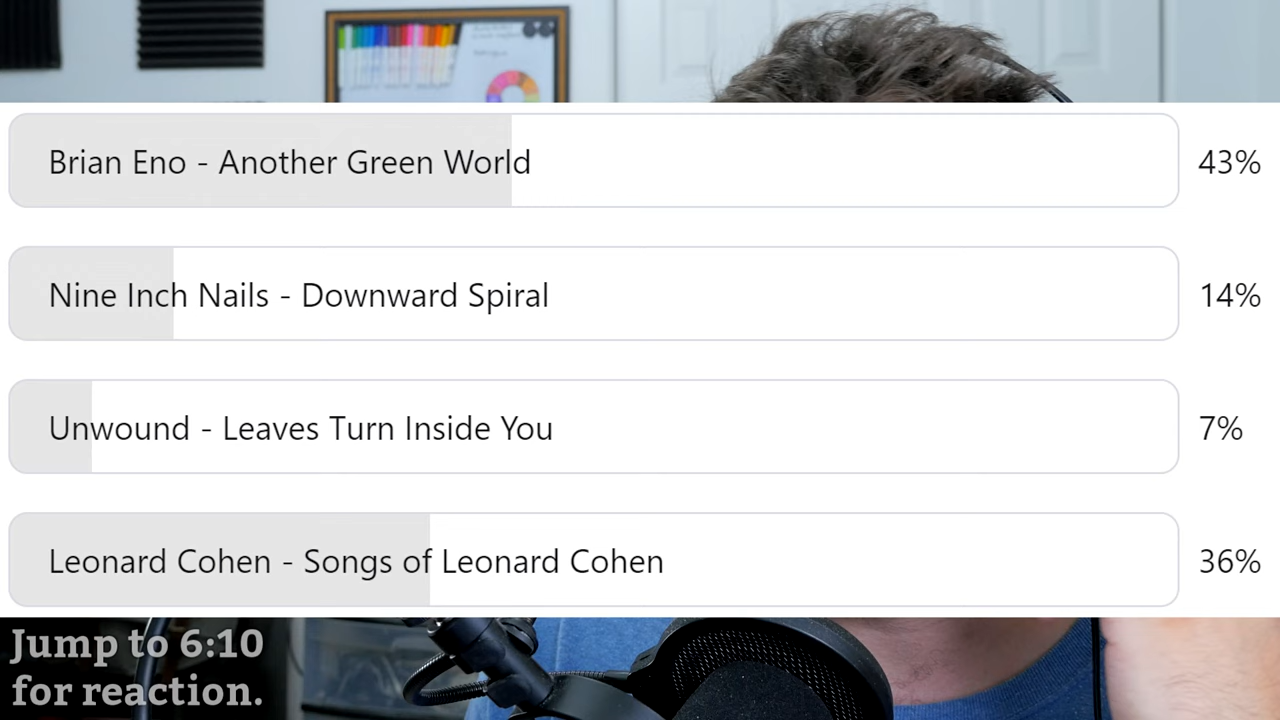 Brian Eno - Another Green World
43%
Nine Inch Nails - Downward Spiral
14%
Unwound - Leaves Turn Inside You
7%
Leonard Cohen - Songs of Leonard Cohen
36%
Jump to 6:10
for reaction.